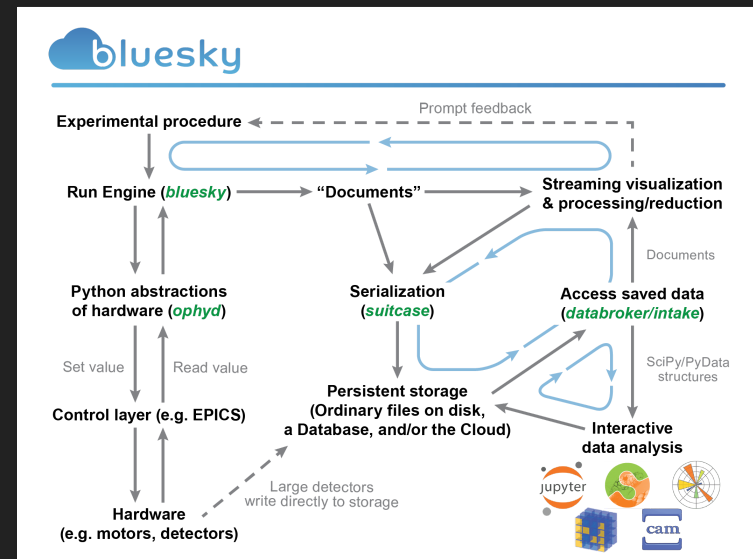 bluesky
Prompt feedback
Experimental procedure
Run Engine (bluesky)
“Documents”
Streaming visualization
& processing/reduction
Documents
Python abstractions
of hardware (ophyd)
Serialization
(suitcase)
Access saved data
(databroker/intake)
Set value
Read value
SciPy/PyData
structures
Persistent storage
(Ordinary files on disk,
a Database, and/or the Cloud)
Control layer (e.g. EPICS)
Interactive
data analysis
Large detectors
write directly to storage
Hardware
(e.g. motors, detectors)
jupyter
cam